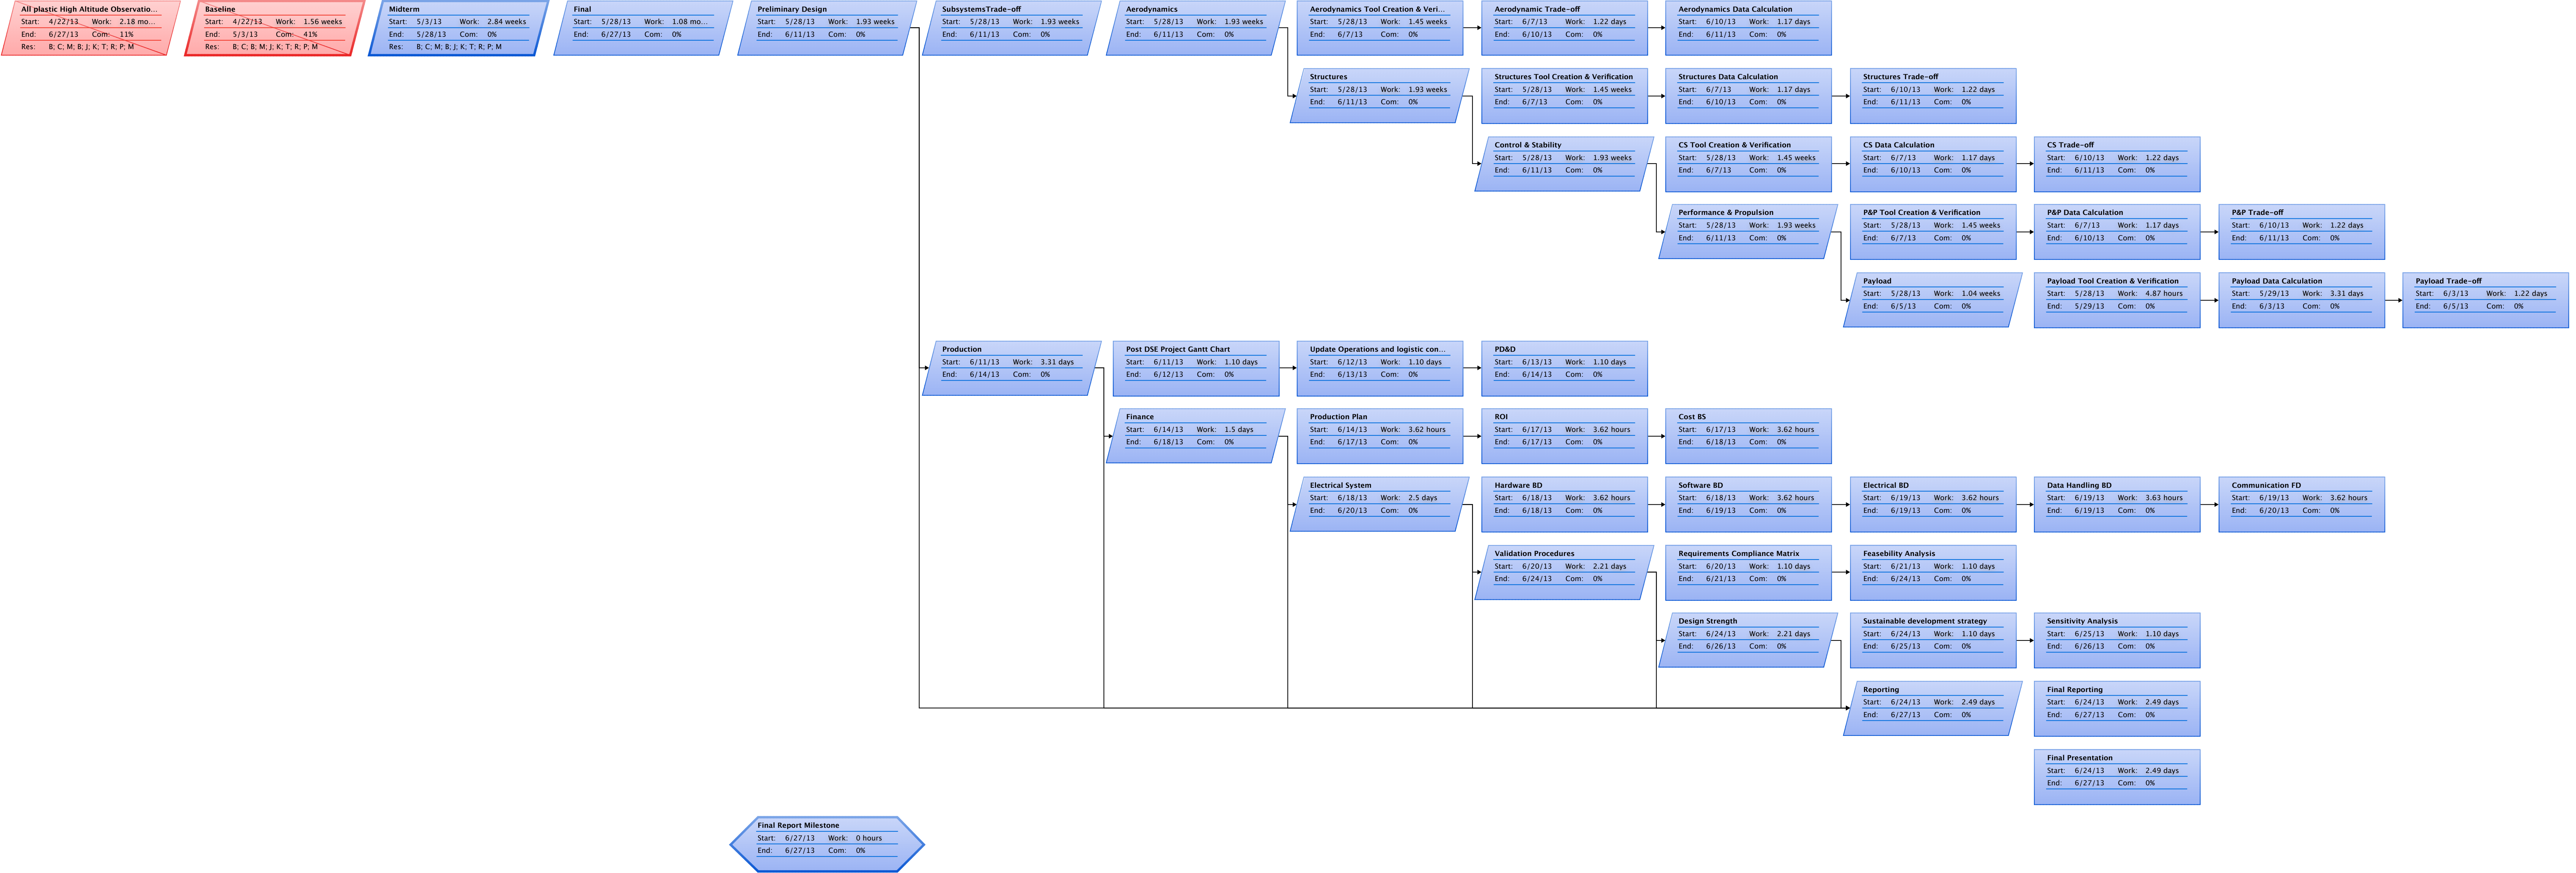 All plastic High Altitude Observatio...
Start: 4/22/13 Work: 2.18 mo...
End: 6/27/13 Com: 11%
Res: B; C; M; B; J; K; T; R; P; M
Baseline
Start: 4/22/13 Work: 1.56 weeks
End: 5/3/13 Com: 41%
Res: B; C; B; M; J; K; T; R; P; M
Midterm
Start: 5/3/13 Work: 2.84 weeks
End: 5/28/13 Com: 0%
Res: B; C; M; B; J; K; T; R; P; M
Final
Start: 5/28/13 Work: 1.08 mo...
End: 6/27/13 Com: 0%
Preliminary Design
Start: 5/28/13 Work: 1.93 weeks
End: 6/11/13 Com: 0%
SubsystemsTrade-off
Start: 5/28/13 Work: 1.93 weeks
End: 6/11/13 Com: 0%
Aerodynamics
Start: 5/28/13 Work: 1.93 weeks
End: 6/11/13 Com: 0%
Aerodynamics Tool Creation & Veri...
Start: 5/28/13 Work: 1.45 weeks
End: 6/7/13 Com: 0%
Aerodynamic Trade-off
Start: 6/7/13 Work: 1.22 days
End: 6/10/13 Com: 0%
Aerodynamics Data Calculation
Start: 6/10/13 Work: 1.17 days
End: 6/11/13 Com: 0%
Structures
Start: 5/28/13 Work: 1.93 weeks
End: 6/11/13 Com: 0%
Structures Tool Creation & Verification
Start: 5/28/13 Work: 1.45 weeks
End: 6/7/13 Com: 0%
Structures Data Calculation
Start: 6/7/13 Work: 1.17 days
End: 6/10/13 Com: 0%
Structures Trade-off
Start: 6/10/13 Work: 1.22 days
End: 6/11/13 Com: 0%
Control & Stability
Start: 5/28/13 Work: 1.93 weeks
End: 6/11/13 Com: 0%
CS Tool Creation & Verification
Start: 5/28/13 Work: 1.45 weeks
End: 6/7/13 Com: 0%
CS Data Calculation
Start: 6/7/13 Work: 1.17 days
End: 6/10/13 Com: 0%
CS Trade-off
Start: 6/10/13 Work: 1.22 days
End: 6/11/13 Com: 0%
Performance & Propulsion
Start: 5/28/13 Work: 1.93 weeks
End: 6/11/13 Com: 0%
P&P Tool Creation & Verification
Start: 5/28/13 Work: 1.45 weeks
End: 6/7/13 Com: 0%
P&P Data Calculation
Start: 6/7/13 Work: 1.17 days
End: 6/10/13 Com: 0%
P&P Trade-off
Start: 6/10/13 Work: 1.22 days
End: 6/11/13 Com: 0%
Payload
Start: 5/28/13 Work: 1.04 weeks
End: 6/5/13 Com: 0%
Payload Tool Creation & Verification
Start: 5/28/13 Work: 4.87 hours
End: 5/29/13 Com: 0%
Payload Data Calculation
Start: 5/29/13 Work: 3.31 days
End: 6/3/13 Com: 0%
Payload Trade-off
Start: 6/3/13 Work: 1.22 days
End: 6/5/13 Com: 0%
Production
Start: 6/11/13 Work: 3.31 days
End: 6/14/13 Com: 0%
Post DSE Project Gantt Chart
Start: 6/11/13 Work: 1.10 days
End: 6/12/13 Com: 0%
Update Operations and logistic con...
Start: 6/12/13 Work: 1.10 days
End: 6/13/13 Com: 0%
PD&D
Start: 6/13/13 Work: 1.10 days
End: 6/14/13 Com: 0%
Finance
Start: 6/14/13 Work: 1.5 days
End: 6/18/13 Com: 0%
Production Plan
Start: 6/14/13 Work: 3.62 hours
End: 6/17/13 Com: 0%
ROI
Start: 6/17/13 Work: 3.62 hours
End: 6/17/13 Com: 0%
Cost BS
Start: 6/17/13 Work: 3.62 hours
End: 6/18/13 Com: 0%
Electrical System
Start: 6/18/13 Work: 2.5 days
End: 6/20/13 Com: 0%
Hardware BD
Start: 6/18/13 Work: 3.62 hours
End: 6/18/13 Com: 0%
Software BD
Start: 6/18/13 Work: 3.62 hours
End: 6/19/13 Com: 0%
Electrical BD
Start: 6/19/13 Work: 3.62 hours
End: 6/19/13 Com: 0%
Data Handling BD
Start: 6/19/13 Work: 3.63 hours
End: 6/19/13 Com: 0%
Communication FD
Start: 6/19/13 Work: 3.62 hours
End: 6/20/13 Com: 0%
Validation Procedures
Start: 6/20/13 Work: 2.21 days
End: 6/24/13 Com: 0%
Requirements Compliance Matrix
Start: 6/20/13 Work: 1.10 days
End: 6/21/13 Com: 0%
Feasebility Analysis
Start: 6/21/13 Work: 1.10 days
End: 6/24/13 Com: 0%
Design Strength
Start: 6/24/13 Work: 2.21 days
End: 6/26/13 Com: 0%
Sustainable development strategy
Start: 6/24/13 Work: 1.10 days
End: 6/25/13 Com: 0%
Sensitivity Analysis
Start: 6/25/13 Work: 1.10 days
End: 6/26/13 Com: 0%
Reporting
Start: 6/24/13 Work: 2.49 days
End: 6/27/13 Com: 0%
Final Reporting
Start: 6/24/13 Work: 2.49 days
End: 6/27/13 Com: 0%
Final Presentation
Start: 6/24/13 Work: 2.49 days
End: 6/27/13 Com: 0%
Final Report Milestone
Start: 6/27/13 Work: 0 hours
End: 6/27/13 Com: 0%